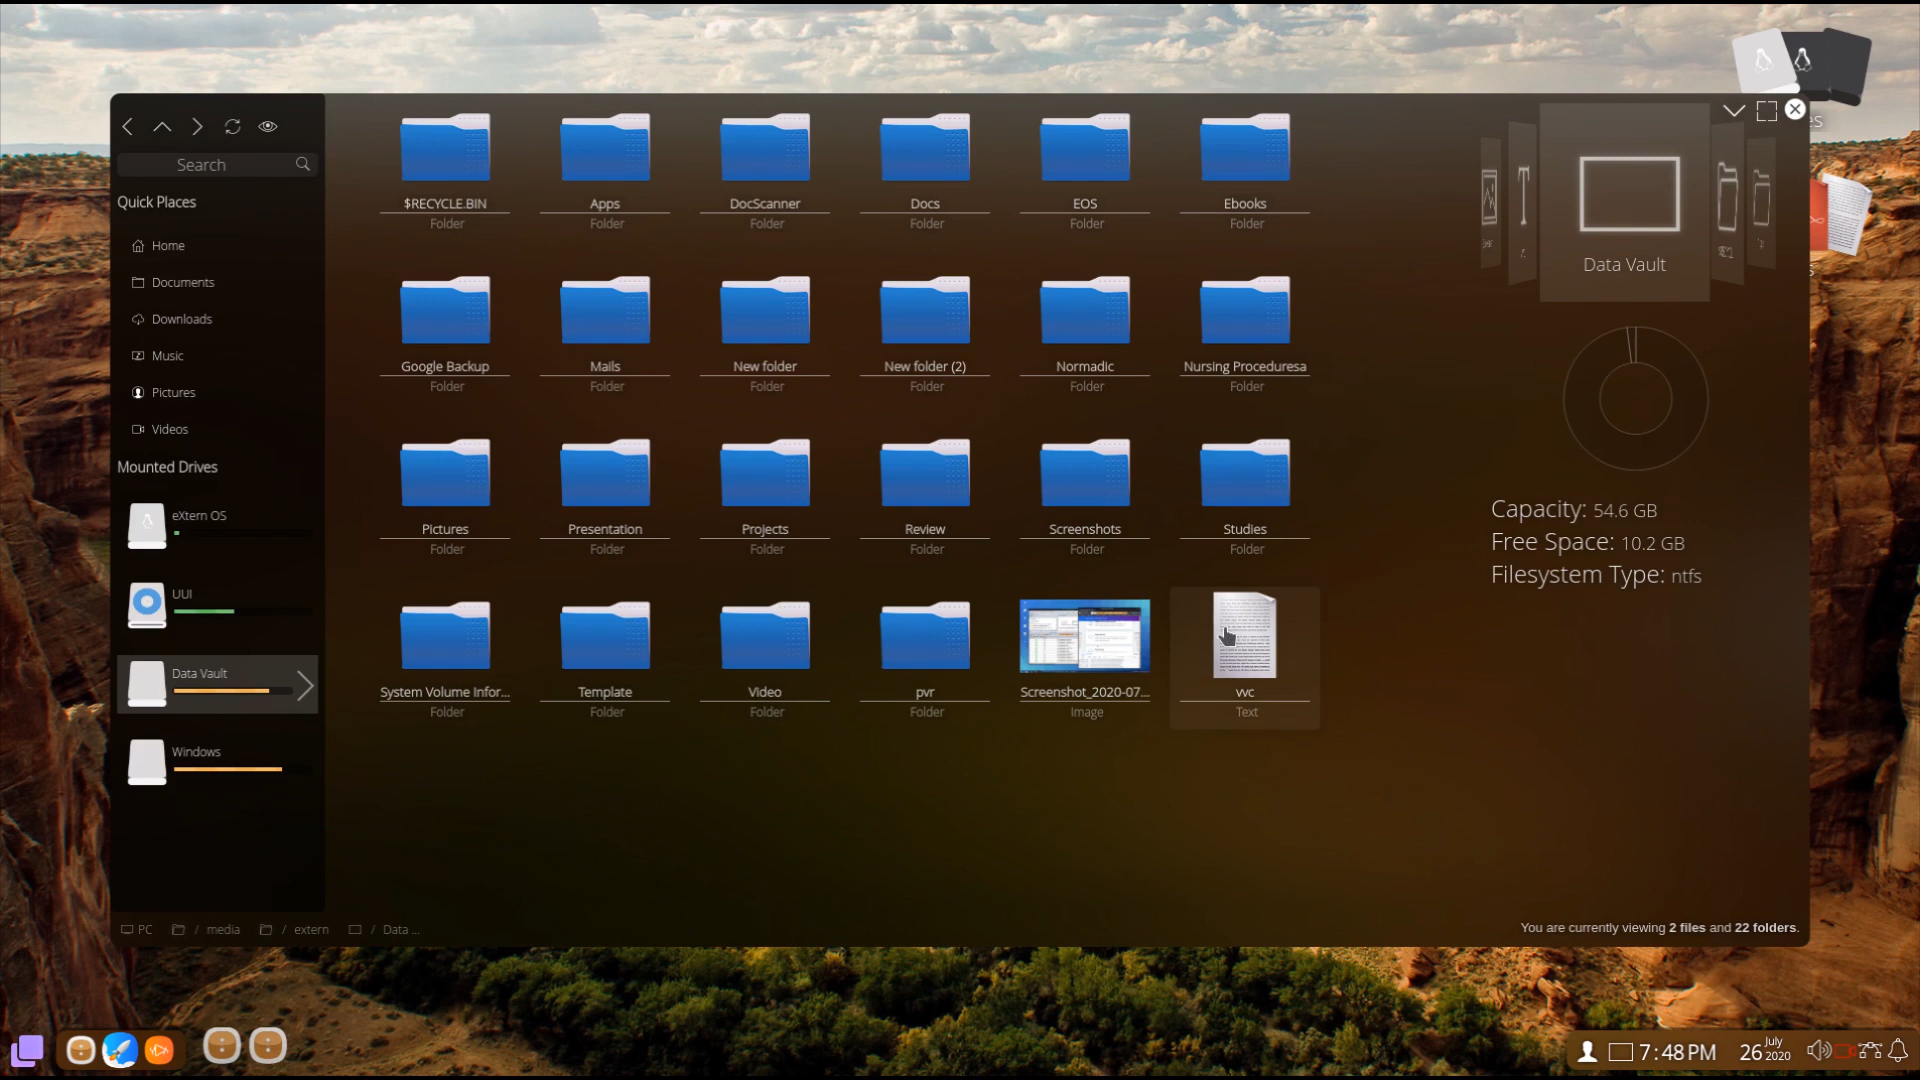 Search
Quick Places
Home
Documents
Downloads
Music
Pictures
Videos
Mounted Drives
eXtern OS
UUI
Data Vault
Windows
$RECYCLE.BIN
Folder
Apps
Folder
DocScanner
Folder
Docs
Folder
EOS
Folder
Ebooks
Folder
Google Backup
Folder
Mails
Folder
New folder
Folder
New folder (2)
Folder
Normadic
Folder
Nursing Proceduresa
Folder
Pictures
Folder
Presentation
Folder
Projects
Folder
Review
Folder
Screenshots
Folder
Studies
Folder
System Volume Infor...
Folder
Template
Folder
Video
Folder
pvr
Folder
Screenshot_2020-07...
Image
vvc
Text
Data Vault
Capacity: 54.6 GB
Free Space: 10.2 GB
Filesystem Type: ntfs
PC / media / extern / Data ...
You are currently viewing 2 files and 22 folders.
7:48 PM
26 July 2020